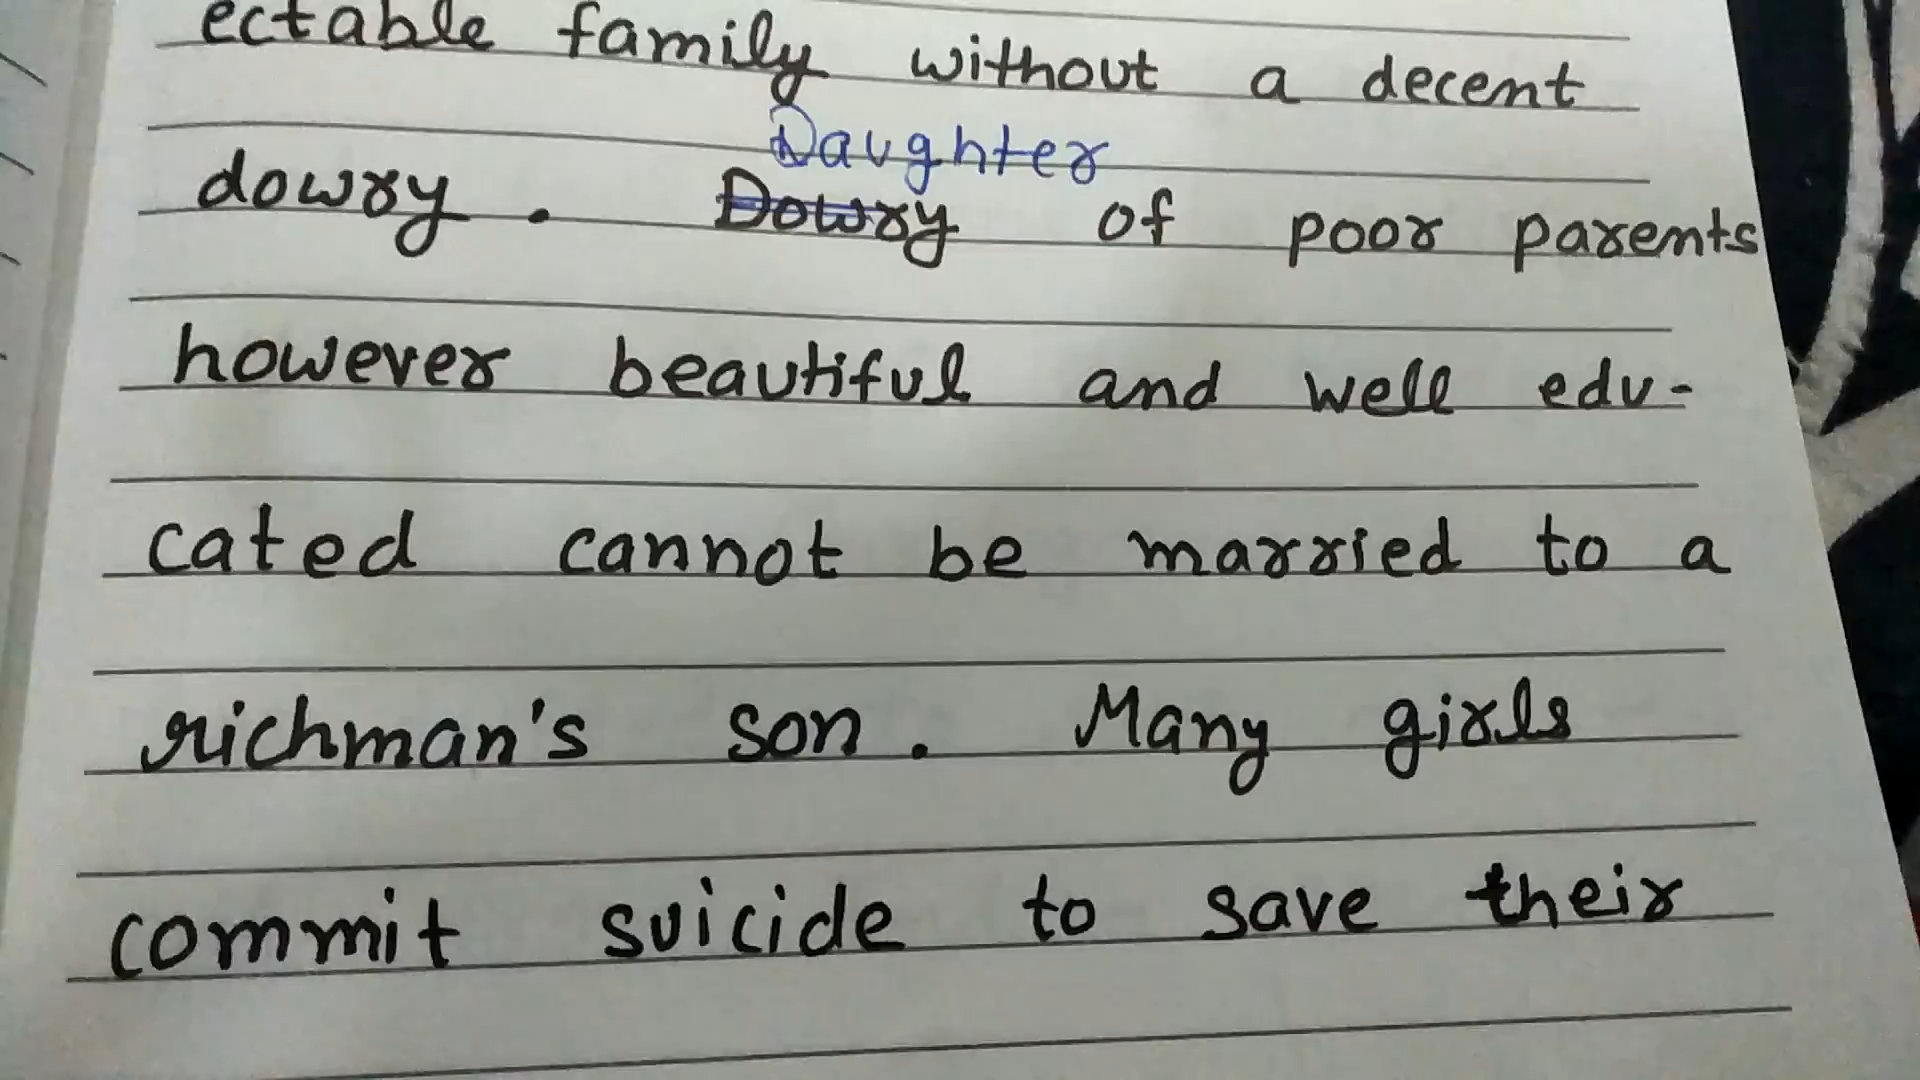 ectable family without a decent
Daughter
dowry. Dowry of poor parents
however beautiful and well edu-
cated cannot be married to a
richman's son. Many girls
commit suicide to save their